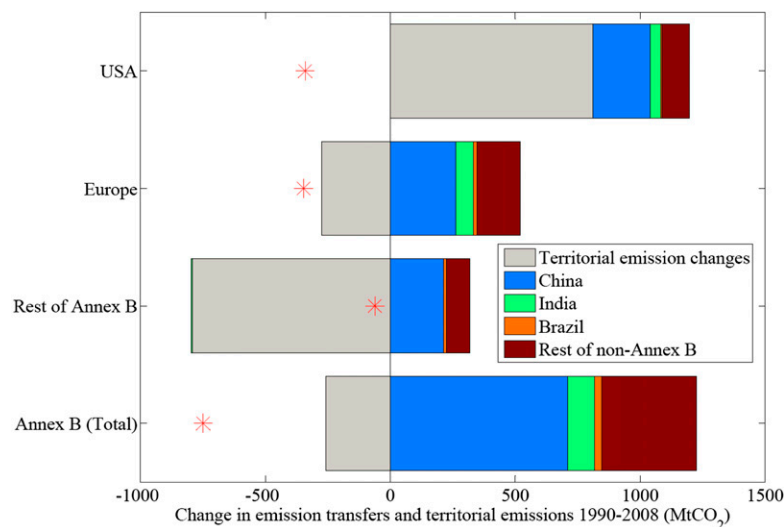 USA
Europe
Rest of Annex B
Annex B (Total)
Territorial emission changes
China
India
Brazil
Rest of non-Annex B
-1000 -500 0 500 1000 1500
Change in emission transfers and territorial emissions 1990-2008 (MtCO₂)